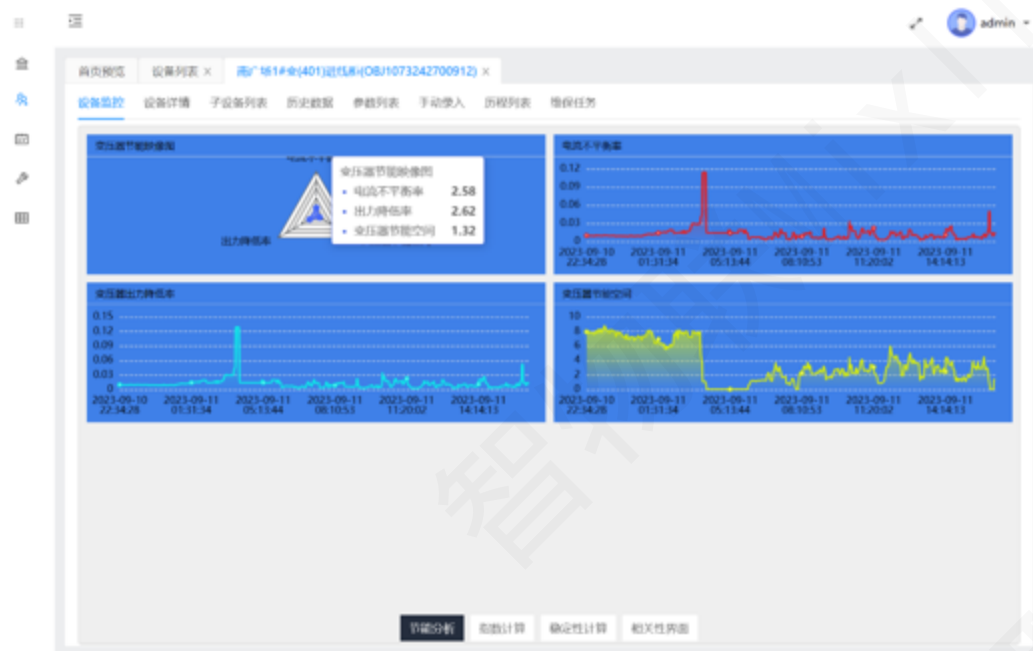 admin
首页预览 设备列表 × 南广场1#变(401)进线柜(OBJ1073242700912) ×
设备监控 设备详情 子设备列表 历史数据 参数列表 手动录入 历程列表 维保任务
变压器节能映像图
变压器节能映像图
电流不平衡率 2.58
出力降低率 2.62
变压器节能空间 1.32
出力降低率
电流不平衡率
0.12
0.09
0.06
0.03
0
2023-09-10 22:34:28
2023-09-11 01:31:34
2023-09-11 05:13:44
2023-09-11 08:10:53
2023-09-11 11:20:02
2023-09-11 14:14:13
变压器出力降低率
0.15
0.12
0.09
0.06
0.03
0
2023-09-10 22:34:28
2023-09-11 01:31:34
2023-09-11 05:13:44
2023-09-11 08:10:53
2023-09-11 11:20:02
2023-09-11 14:14:13
变压器节能空间
10
8
6
4
2
0
2023-09-10 22:34:28
2023-09-11 01:31:34
2023-09-11 05:13:44
2023-09-11 08:10:53
2023-09-11 11:20:02
2023-09-11 14:14:13
节能分析 指数计算 稳定性计算 相关性界面